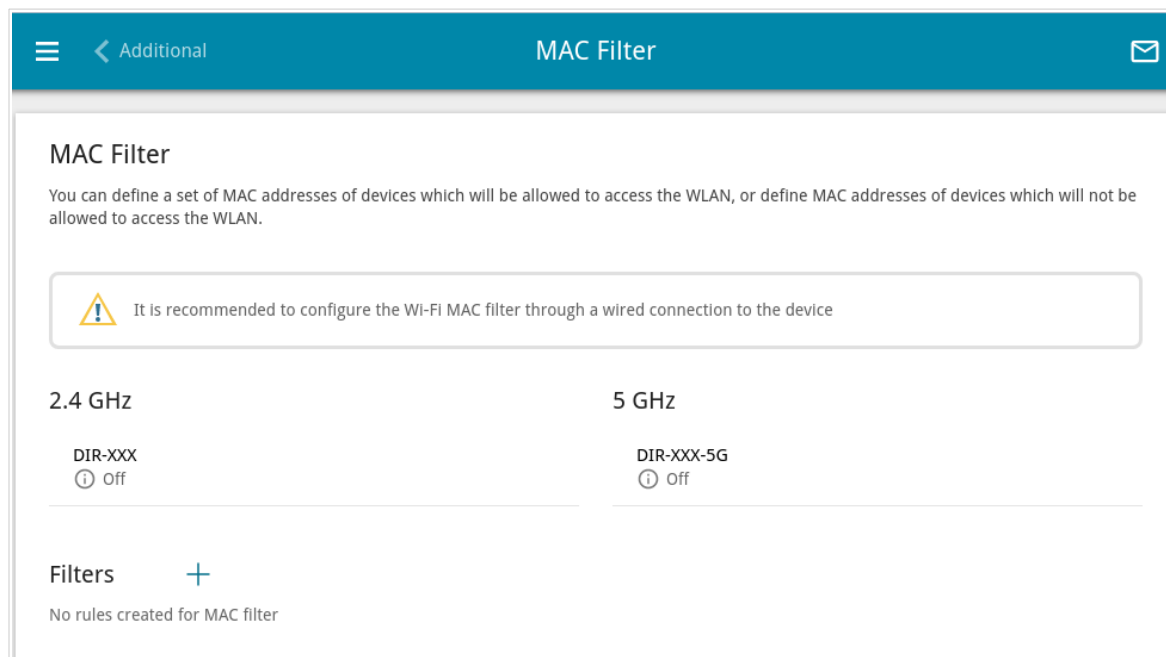 Additional
MAC Filter
MAC Filter
You can define a set of MAC addresses of devices which will be allowed to access the WLAN, or define MAC addresses of devices which will not be
allowed to access the WLAN.
It is recommended to configure the Wi-Fi MAC filter through a wired connection to the device
2.4 GHz
DIR-XXX
Off
5 GHz
DIR-XXX-5G
Off
Filters
No rules created for MAC filter